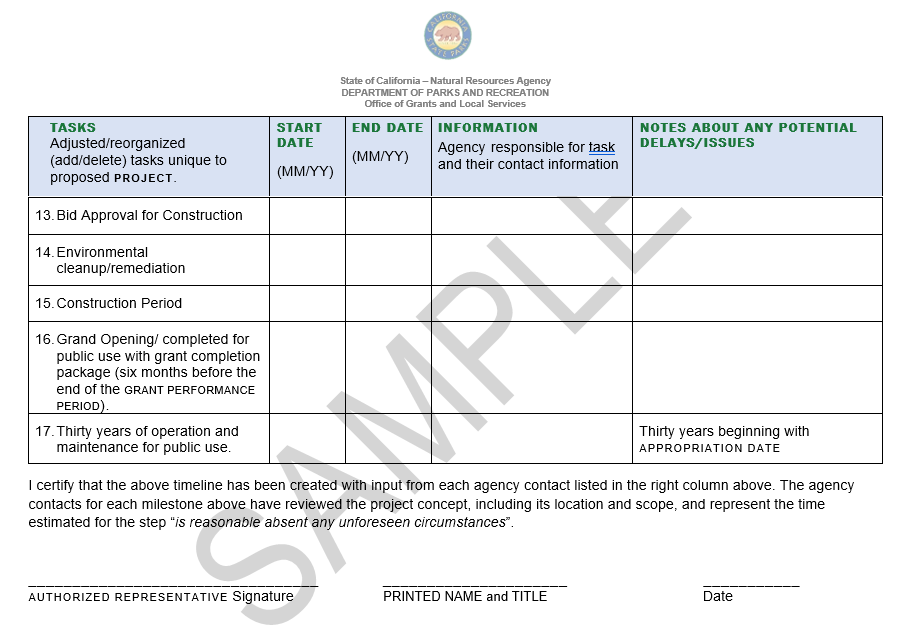 CALIFORNIA
STATE PARKS
State of California – Natural Resources Agency
DEPARTMENT OF PARKS AND RECREATION
Office of Grants and Local Services
TASKS
Adjusted/reorganized
(add/delete) tasks unique to
proposed PROJECT.
START
DATE
(MM/YY)
END DATE
(MM/YY)
INFORMATION
Agency responsible for task
and their contact information
NOTES ABOUT ANY POTENTIAL
DELAYS/ISSUES
13. Bid Approval for Construction
14. Environmental
cleanup/remediation
15. Construction Period
16. Grand Opening/ completed for
public use with grant completion
package (six months before the
end of the GRANT PERFORMANCE
PERIOD).
17. Thirty years of operation and
maintenance for public use.
Thirty years beginning with
APPROPRIATION DATE
SAMPLE
I certify that the above timeline has been created with input from each agency contact listed in the right column above. The agency
contacts for each milestone above have reviewed the project concept, including its location and scope, and represent the time
estimated for the step “is reasonable absent any unforeseen circumstances”.
AUTHORIZED REPRESENTATIVE Signature
PRINTED NAME and TITLE
Date